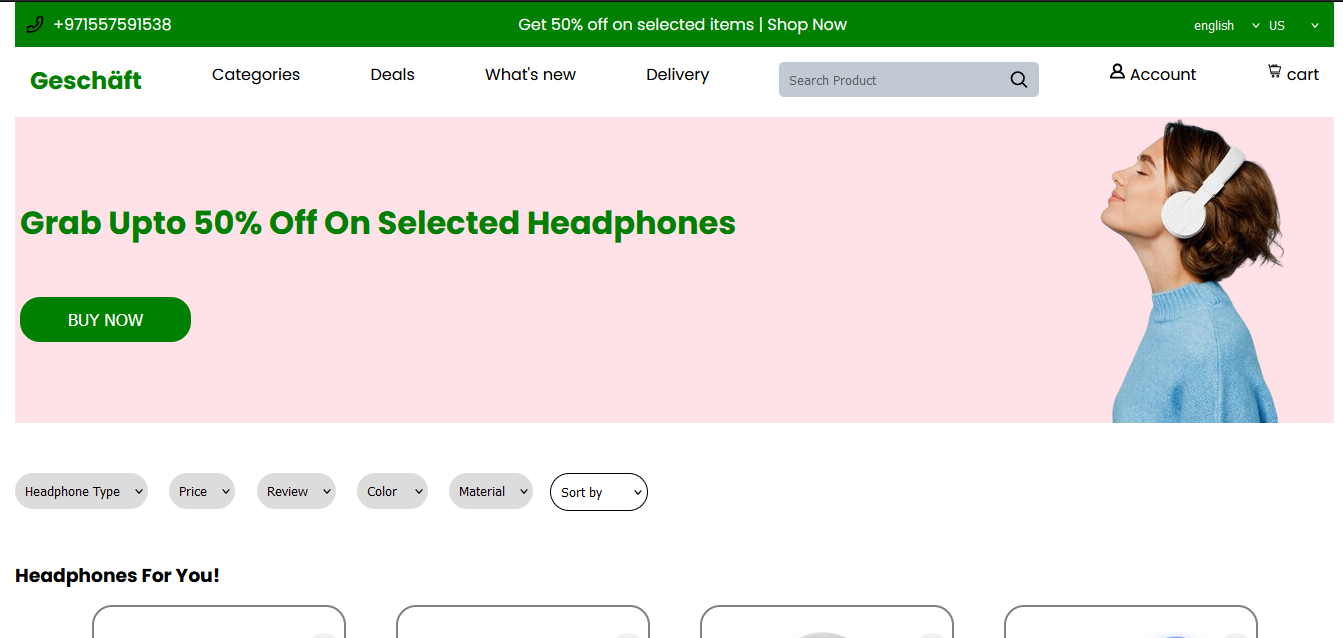 +971557591538 Get 50% off on selected items | Shop Now english US
Geschäft Categories Deals What's new Delivery Search Product Account cart
Grab Upto 50% Off On Selected Headphones
BUY NOW
Headphone Type Price Review Color Material Sort by
Headphones For You!